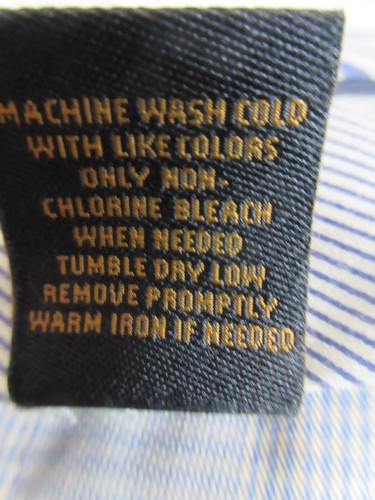 MACHINE WASH COLD
WITH LIKE COLORS
ONLY NON-
CHLORINE BLEACH
WHEN NEEDED
TUMBLE DRY LOW
REMOVE PROMPTLY
WARM IRON IF NEEDED